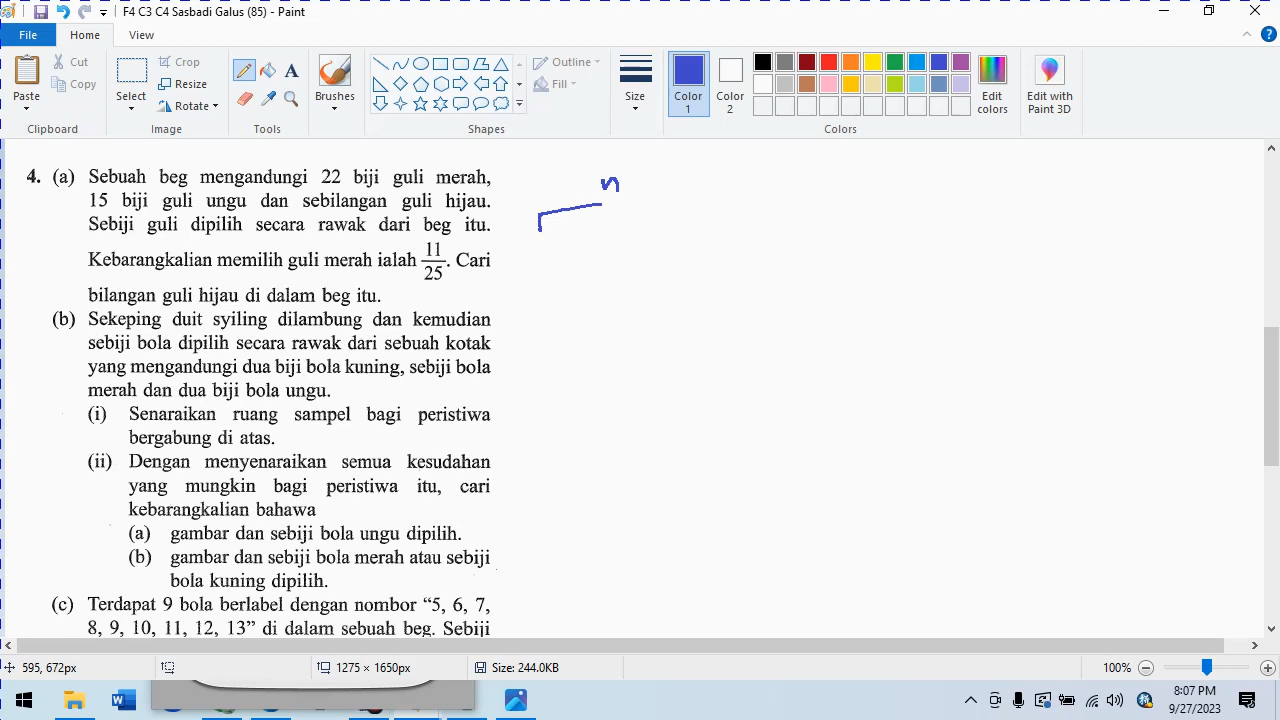 F4 C3 C4 Sasbadi Galus (85) - Paint
File Home View
Paste
Cut
Copy
Clipboard
Select
Crop
Resize
Rotate
Image
A
Tools
Brushes
Shapes
Outline
Fill
Size
Color 1
Color 2
Colors
Edit colors
Edit with Paint 3D
4. (a) Sebuah beg mengandungi 22 biji guli merah,
15 biji guli ungu dan sebilangan guli hijau.
Sebiji guli dipilih secara rawak dari beg itu.
Kebarangkalian memilih guli merah ialah 11/25. Cari
bilangan guli hijau di dalam beg itu.
(b) Sekeping duit syiling dilambung dan kemudian
sebiji bola dipilih secara rawak dari sebuah kotak
yang mengandungi dua biji bola kuning, sebiji bola
merah dan dua biji bola ungu.
(i) Senaraikan ruang sampel bagi peristiwa
bergabung di atas.
(ii) Dengan menyenaraikan semua kesudahan
yang mungkin bagi peristiwa itu, cari
kebarangkalian bahawa
(a) gambar dan sebiji bola ungu dipilih.
(b) gambar dan sebiji bola merah atau sebiji
bola kuning dipilih.
(c) Terdapat 9 bola berlabel dengan nombor “5, 6, 7,
8, 9, 10, 11, 12, 13” di dalam sebuah beg. Sebiji
n
595, 672px
1275 × 1650px
Size: 244.0KB
100%
8:07 PM
9/27/2023